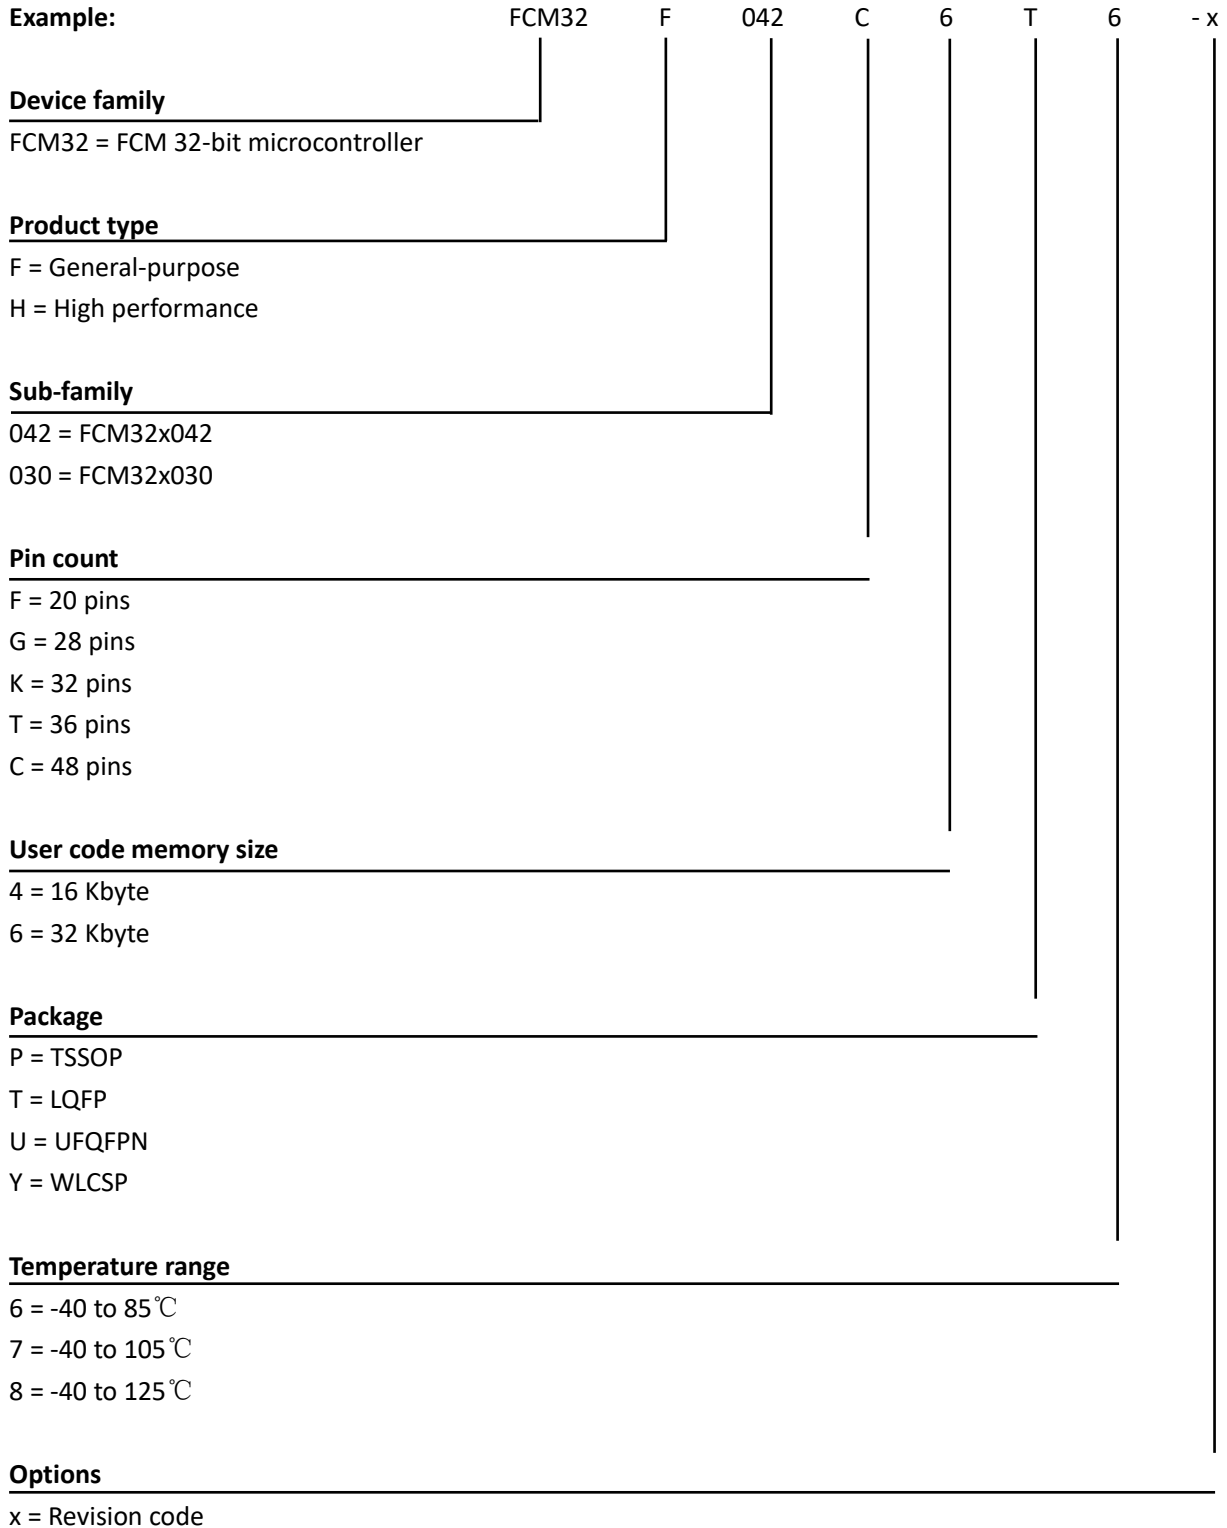 Example: FCM32 F 042 C 6 T 6 - x
Device family
FCM32 = FCM 32-bit microcontroller
Product type
F = General-purpose
H = High performance
Sub-family
042 = FCM32x042
030 = FCM32x030
Pin count
F = 20 pins
G = 28 pins
K = 32 pins
T = 36 pins
C = 48 pins
User code memory size
4 = 16 Kbyte
6 = 32 Kbyte
Package
P = TSSOP
T = LQFP
U = UFQFPN
Y = WLCSP
Temperature range
6 = -40 to 85℃
7 = -40 to 105℃
8 = -40 to 125℃
Options
x = Revision code